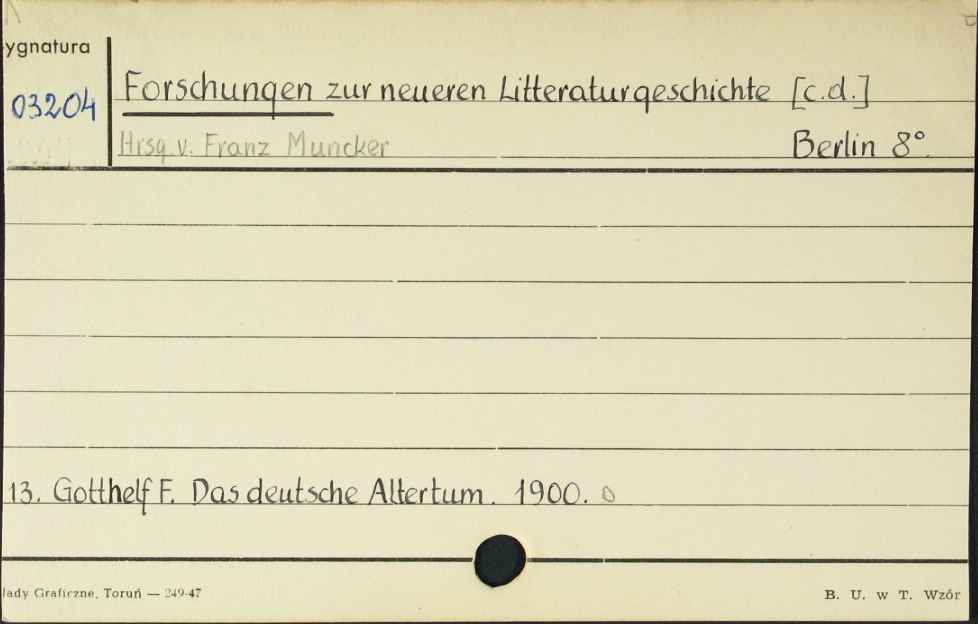 ygnatura
03204
Forschungen zur neueren Litteraturgeschichte [c.d.]
Hrsg. v. Franz Muncker
Berlin 8°.
13. Gotthelf F. Das deutsche Altertum. 1900. o
łady Graficzne, Toruń — 249-47
B. U. w T. Wzór